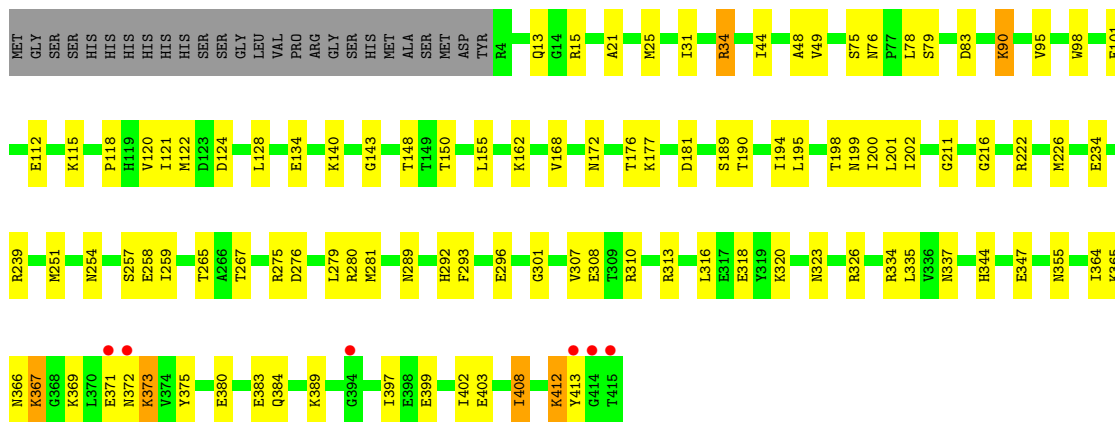 MET GLY SER SER HIS HIS HIS HIS HIS HIS SER SER GLY LEU VAL PRO ARG GLY SER HIS MET ALA SER MET ASP TYR R4 Q13 G14 R15 A21 M25 I31 R34 I44 A48 V49 S75 N76 P77 L78 S79 D83 K90 V95 W98 E101
E112 K115 P118 H119 V120 I121 M122 D123 D124 L128 E134 K140 G143 T148 T149 T150 L155 K162 V168 N172 T176 K177 D181 S189 T190 I194 L195 T198 N199 I200 L201 I202 G211 G216 R222 M226 E234
R239 M251 N254 S257 E258 I259 T265 A266 T267 R275 D276 L279 R280 M281 N289 H292 F293 E296 G301 V307 E308 T309 R310 R313 L316 E317 E318 Y319 K320 N323 R326 R334 L335 V336 N337 H344 E347 N355 I364 K365
N366 K367 G368 K369 L370 E371 N372 K373 V374 Y375 E380 E383 Q384 K389 G394 I397 E398 E399 I402 E403 I408 K412 Y413 G414 T415